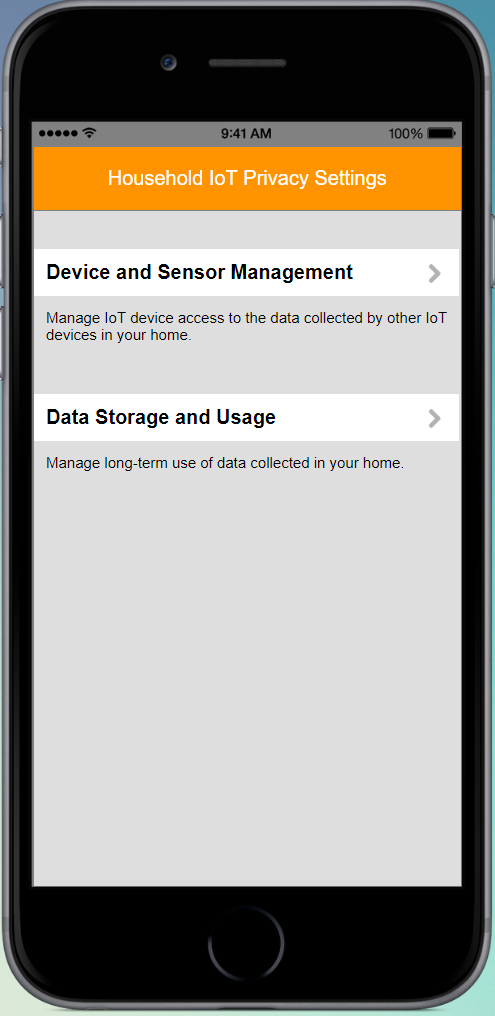 9:41 AM 100%
Household IoT Privacy Settings
Device and Sensor Management
Manage IoT device access to the data collected by other IoT
devices in your home.
Data Storage and Usage
Manage long-term use of data collected in your home.